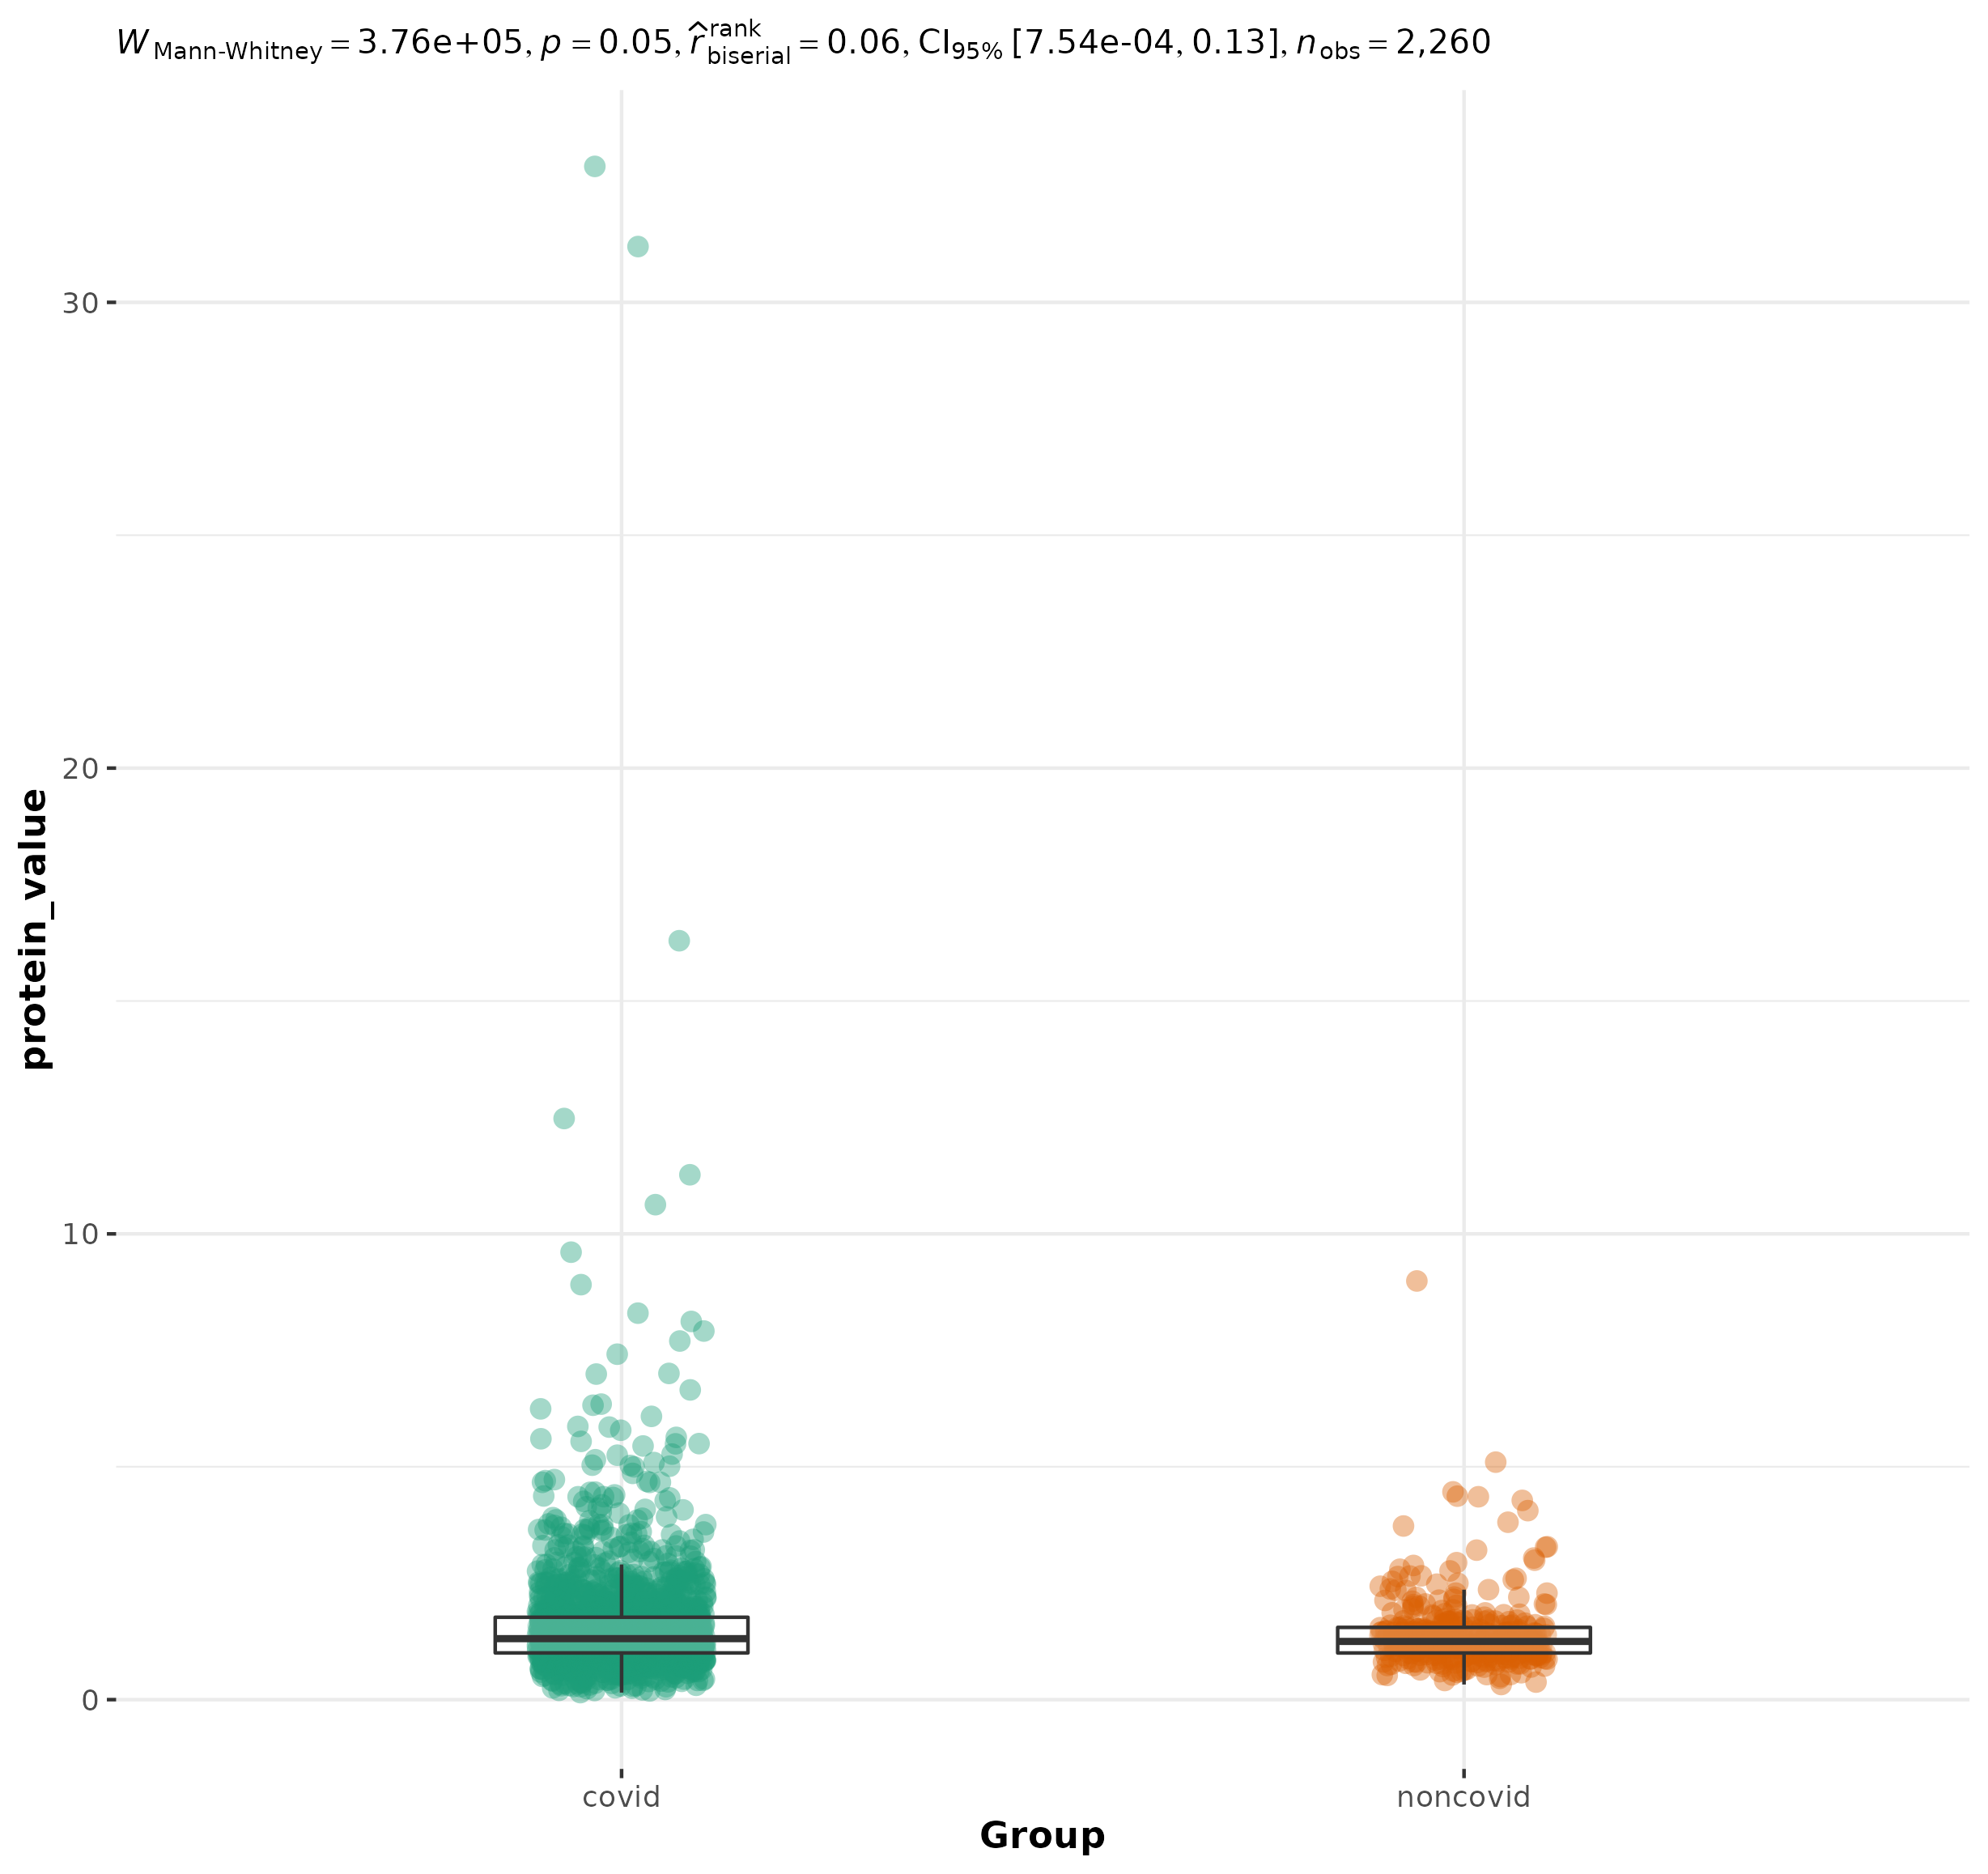 W Mann-Whitney = 3.76e+05, p = 0.05, r̂ rank biserial = 0.06, CI95% [7.54e-04, 0.13], nobs = 2,260
30
20
10
0
protein_value
covid noncovid
Group